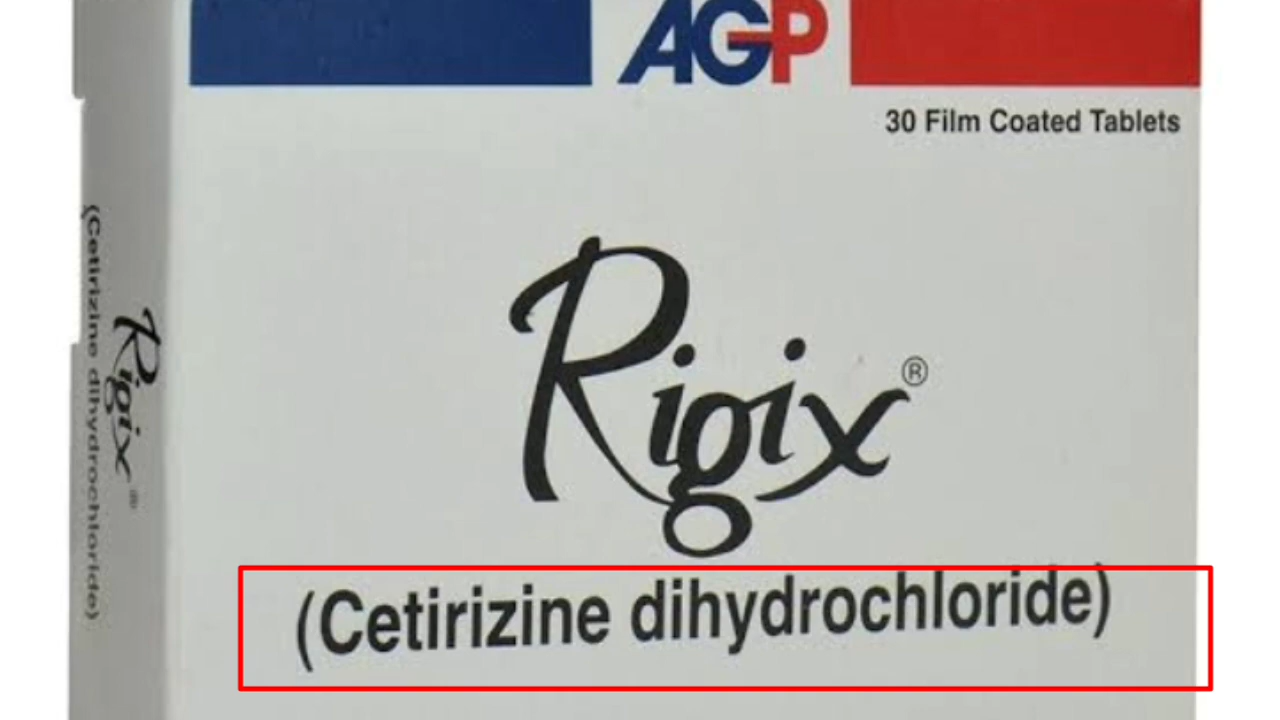 AGP
30 Film Coated Tablets
Rigix®
(Cetirizine dihydrochloride)
Rigix®
(Cetirizine dihydrochloride)